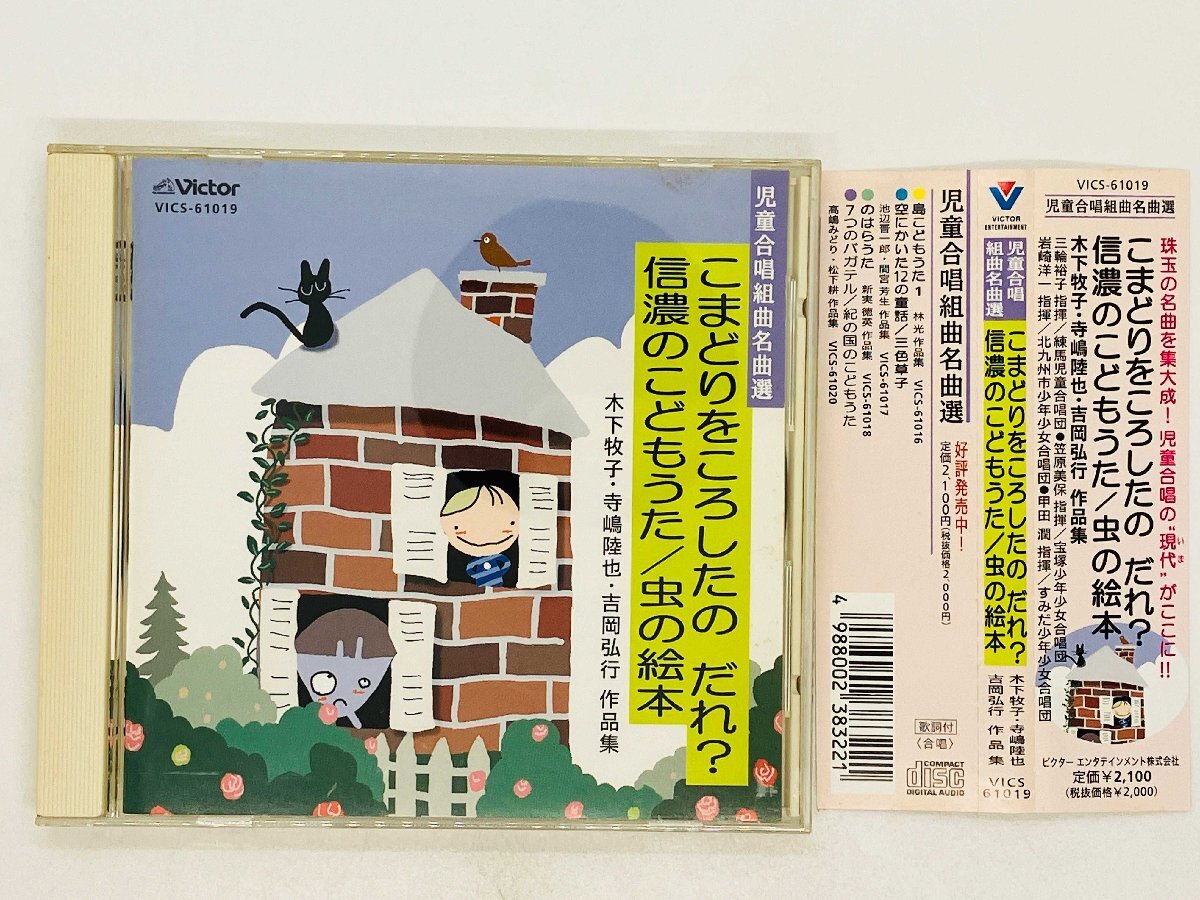 Victor
VICS-61019
児童合唱組曲名曲選
こまどりをころしたの だれ?
信濃のこどもうた/虫の絵本
木下牧子・寺嶋陸也・吉岡弘行 作品集
児童合唱組曲名曲選
好評発売中!
定価2,100円(税抜価格2,000円)
島こどもうた 1 林光 作品集 VICS-61016
空にかいた12の童話/三色草子
池辺晋一郎・間宮芳生 作品集 VICS-61017
のはらうた 新実徳英 作品集 VICS-61018
7つのバガテル/紀の国のこどもうた
高嶋みどり・松下耕 作品集 VICS-61020
4 988002 383221
歌詞付
〈合唱〉
COMPACT
disc
DIGITAL AUDIO
VICTOR
ENTERTAINMENT
児童合唱
組曲名曲選
こまどりをころしたの だれ?
信濃のこどもうた/虫の絵本
木下牧子・寺嶋陸也
吉岡弘行 作品集
VICS
61019
VICS-61019
児童合唱組曲名曲選
珠玉の名曲を集大成! 児童合唱の"現代"がここに!!
いま
こまどりをころしたの だれ?
信濃のこどもうた/虫の絵本
木下牧子・寺嶋陸也・吉岡弘行 作品集
三輪裕子 指揮/練馬児童合唱団●笠原美保 指揮/宝塚少年少女合唱団
岩崎洋一 指揮/北九州市少年少女合唱団●甲田 潤 指揮/すみだ少年少女合唱団
ビクター エンタテインメント株式会社
定価¥2,100
(税抜価格¥2,000)